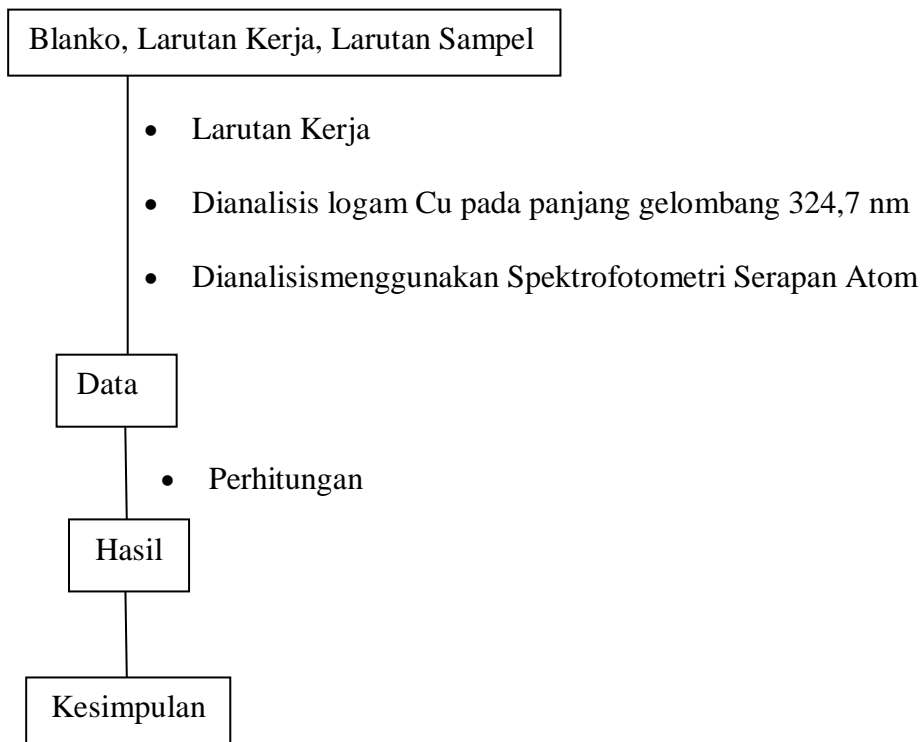 Blanko, Larutan Kerja, Larutan Sampel
• Larutan Kerja
• Dianalisis logam Cu pada panjang gelombang 324,7 nm
• Dianalisismenggunakan Spektrofotometri Serapan Atom
Data
• Perhitungan
Hasil
Kesimpulan